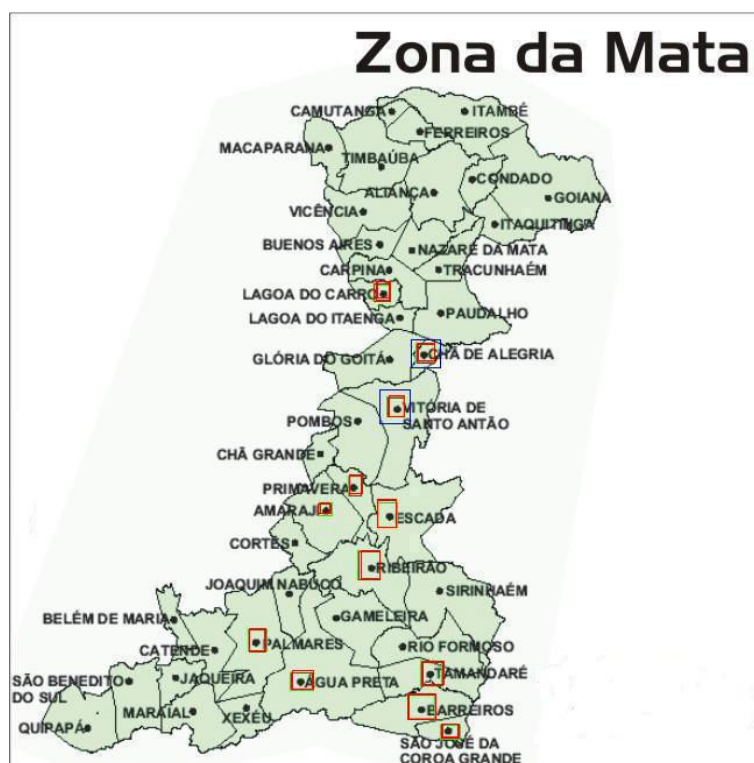 Zona da Mata
CAMUTANGA
ITAMBÉ
FERREIROS
MACAPARANA
TIMBAÚBA
CONDADO
ALIANÇA
GOIANA
VICÊNCIA
ITAQUITINGA
BUENOS AIRES
NAZARÉ DA MATA
CARPINA
TRACUNHAÉM
LAGOA DO CARRO
PAUDALHO
LAGOA DO ITAENGA
CHÃ DE ALEGRIA
GLÓRIA DO GOITÁ
VITÓRIA DE
SANTO ANTÃO
POMBOS
CHÃ GRANDE
PRIMAVERA
AMARAJI
ESCADA
CORTÊS
RIBEIRÃO
JOAQUIM NABUCO
SIRINHAÉM
BELÉM DE MARIA
GAMELEIRA
PALMARES
RIO FORMOSO
CATENDE
TAMANDARÉ
SÃO BENEDITO
DO SUL
JAQUEIRA
ÁGUA PRETA
MARAIAL
XEXÉU
BARREIROS
QUIPAPÁ
SÃO JOSÉ DA
COROA GRANDE